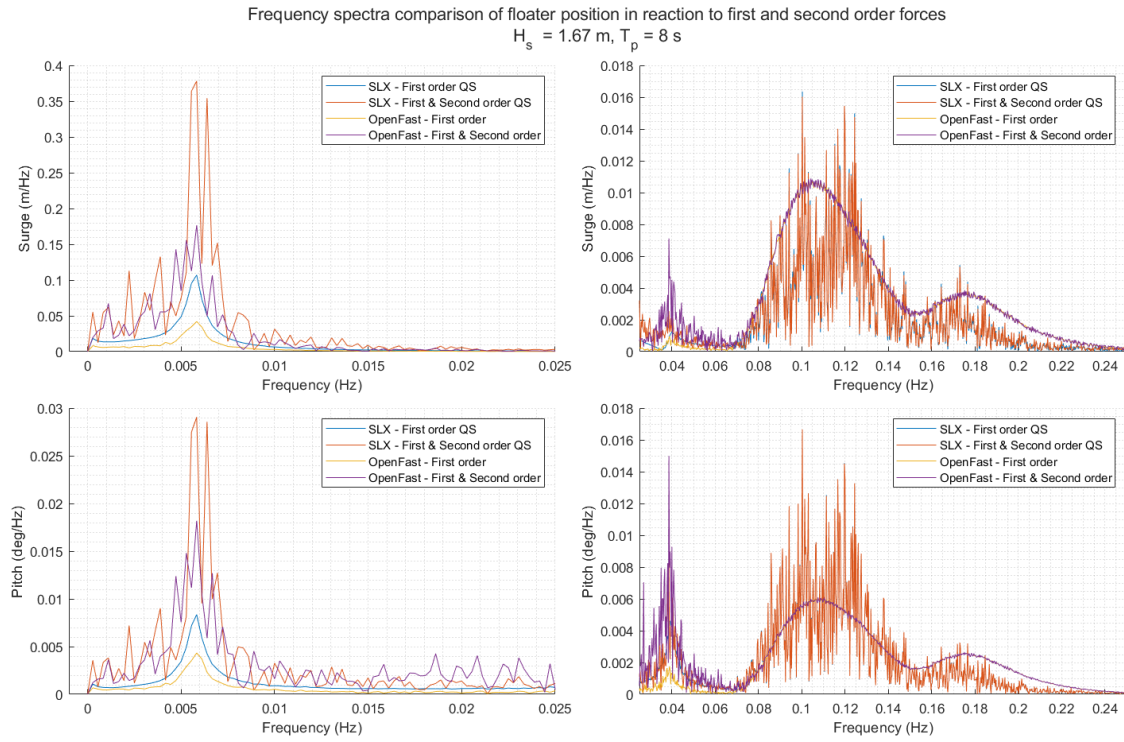 Frequency spectra comparison of floater position in reaction to first and second order forces
H_s = 1.67 m, T_p = 8 s
0.4
0.35
0.3
0.25
0.2
0.15
0.1
0.05
0
Surge (m/Hz)
SLX - First order QS
SLX - First & Second order QS
OpenFast - First order
OpenFast - First & Second order
0 0.005 0.01 0.015 0.02 0.025
Frequency (Hz)
0.018
0.016
0.014
0.012
0.01
0.008
0.006
0.004
0.002
0
Surge (m/Hz)
SLX - First order QS
SLX - First & Second order QS
OpenFast - First order
OpenFast - First & Second order
0.04 0.06 0.08 0.1 0.12 0.14 0.16 0.18 0.2 0.22 0.24
Frequency (Hz)
0.03
0.025
0.02
0.015
0.01
0.005
0
Pitch (deg/Hz)
SLX - First order QS
SLX - First & Second order QS
OpenFast - First order
OpenFast - First & Second order
0 0.005 0.01 0.015 0.02 0.025
Frequency (Hz)
0.018
0.016
0.014
0.012
0.01
0.008
0.006
0.004
0.002
0
Pitch (deg/Hz)
SLX - First order QS
SLX - First & Second order QS
OpenFast - First order
OpenFast - First & Second order
0.04 0.06 0.08 0.1 0.12 0.14 0.16 0.18 0.2 0.22 0.24
Frequency (Hz)